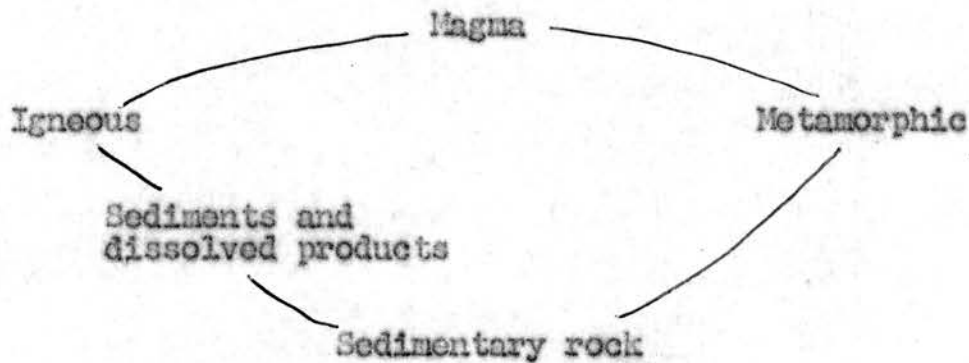 Magma
Igneous
Metamorphic
Sediments and
dissolved products
Sedimentary rock